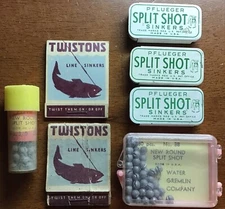 TWISTONS
LINE SINKERS
TWIST THEM ON OR OFF
TWISTONS
LINE SINKERS
TWIST THEM ON OR OFF
PFLUEGER
SPLIT SHOT
SINKERS
PFLUEGER
SPLIT SHOT
SINKERS
PFLUEGER
SPLIT SHOT
SINKERS
NEW ROUND
SPLIT SHOT
WATER
GREMLIN
COMPANY